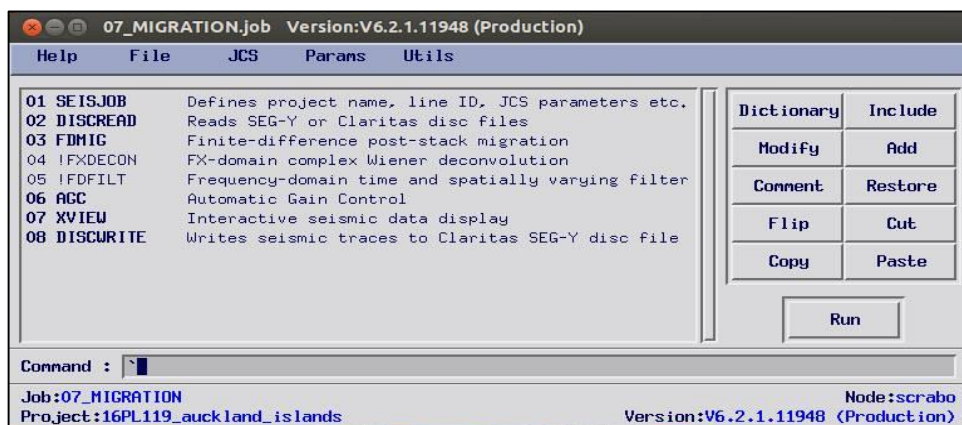 07_MIGRATION.job Version:V6.2.1.11948 (Production)
Help File JCS Params Utils
01 SEISJOB Defines project name, line ID, JCS parameters etc.
02 DISCREAD Reads SEG-Y or Claritas disc files
03 FDMIG Finite-difference post-stack migration
04 !FXDECON FX-domain complex Wiener deconvolution
05 !FDFILT Frequency-domain time and spatially varying filter
06 AGC Automatic Gain Control
07 XVIEW Interactive seismic data display
08 DISCWRITE Writes seismic traces to Claritas SEG-Y disc file
Dictionary Include
Modify Add
Comment Restore
Flip Cut
Copy Paste
Run
Command : `
Job:07_MIGRATION Node:scrabo
Project:16PL119_auckland_islands Version:V6.2.1.11948 (Production)